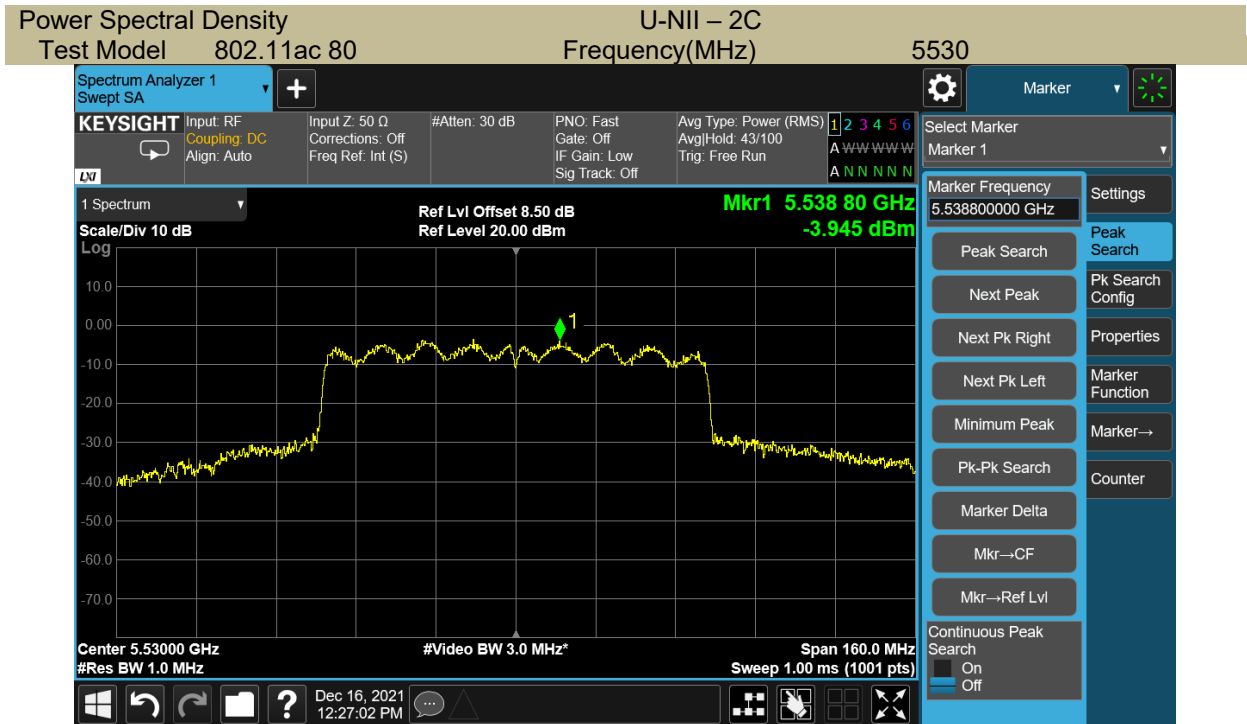 Power Spectral Density U-NII – 2C
Test Model 802.11ac 80 Frequency(MHz) 5530
Spectrum Analyzer 1
Swept SA
+
Marker
KEYSIGHT
LXI
Input: RF
Coupling: DC
Align: Auto
Input Z: 50 Ω
Corrections: Off
Freq Ref: Int (S)
#Atten: 30 dB
PNO: Fast
Gate: Off
IF Gain: Low
Sig Track: Off
Avg Type: Power (RMS)
Avg|Hold: 43/100
Trig: Free Run
1 2 3 4 5 6
A W W W W W
A N N N N N
Select Marker
Marker 1
1 Spectrum
Scale/Div 10 dB
Log
Ref Lvl Offset 8.50 dB
Ref Level 20.00 dBm
Mkr1 5.538 80 GHz
-3.945 dBm
10.0
0.00
-10.0
-20.0
-30.0
-40.0
-50.0
-60.0
-70.0
1
Center 5.53000 GHz
#Res BW 1.0 MHz
#Video BW 3.0 MHz*
Span 160.0 MHz
Sweep 1.00 ms (1001 pts)
Marker Frequency
5.538800000 GHz
Peak Search
Next Peak
Next Pk Right
Next Pk Left
Minimum Peak
Pk-Pk Search
Marker Delta
Mkr→CF
Mkr→Ref Lvl
Continuous Peak
Search
On
Off
Settings
Peak
Search
Pk Search
Config
Properties
Marker
Function
Marker→
Counter
?
Dec 16, 2021
12:27:02 PM